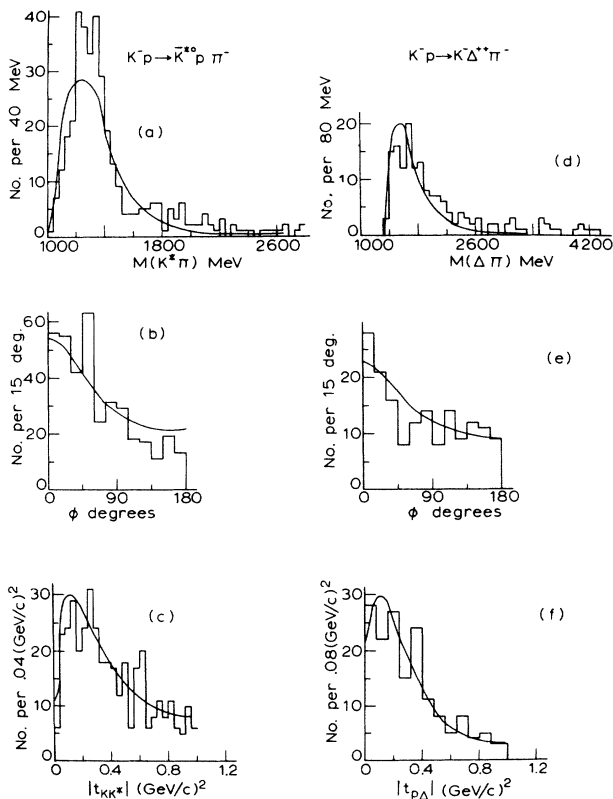 K⁻p → K̄*⁰p π⁻
No. per 40 MeV
40
30
20
10
0
(a)
1000 1800 2600
M(K*π) MeV
K⁻p → K⁻Δ⁺⁺π⁻
No. per 80 MeV
20
10
0
(d)
1000 2600 4200
M(Δπ) MeV
No. per 15 deg.
60
40
20
0
(b)
0 90 180
φ degrees
No. per 15 deg.
20
10
0
(e)
0 90 180
φ degrees
No. per .04(GeV/c)²
30
20
10
0
(c)
0 0.4 0.8 1.2
|t_KK*| (GeV/c)²
No. per .08(GeV/c)²
30
20
10
0
(f)
0 0.4 0.8 1.2
|t_pΔ| (GeV/c)²